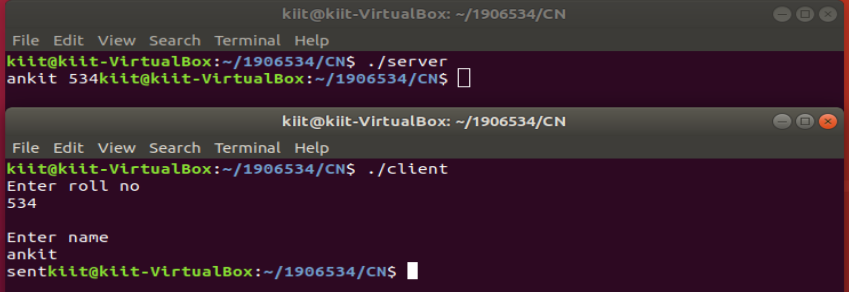 kiit@kiit-VirtualBox: ~/1906534/CN
File Edit View Search Terminal Help
kiit@kiit-VirtualBox:~/1906534/CN$ ./server
ankit 534kiit@kiit-VirtualBox:~/1906534/CN$
kiit@kiit-VirtualBox: ~/1906534/CN
File Edit View Search Terminal Help
kiit@kiit-VirtualBox:~/1906534/CN$ ./client
Enter roll no
534
Enter name
ankit
sentkiit@kiit-VirtualBox:~/1906534/CN$